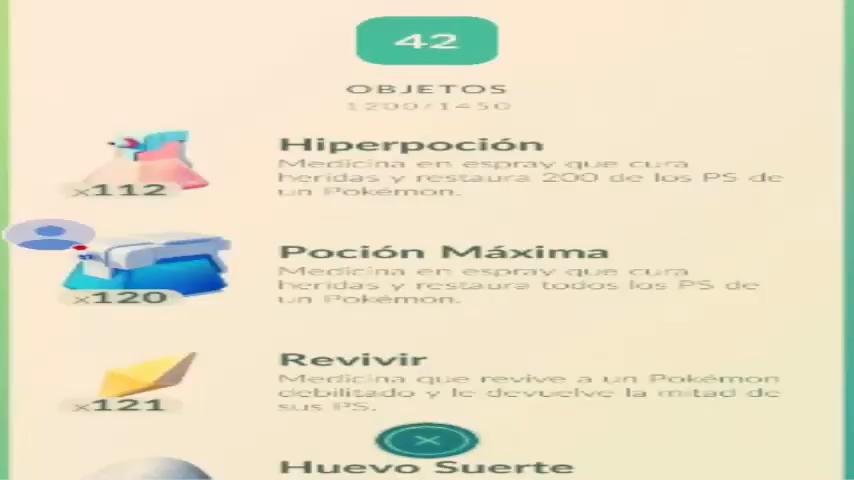 42
OBJETOS
1200/1450
Hiperpoción
Medicina en espray que cura
heridas y restaura 200 de los PS de
un Pokémon.
x112
Poción Máxima
Medicina en espray que cura
heridas y restaura todos los PS de
un Pokémon.
x120
Revivir
Medicina que revive a un Pokémon
debilitado y le devuelve la mitad de
sus PS.
x121
Huevo Suerte